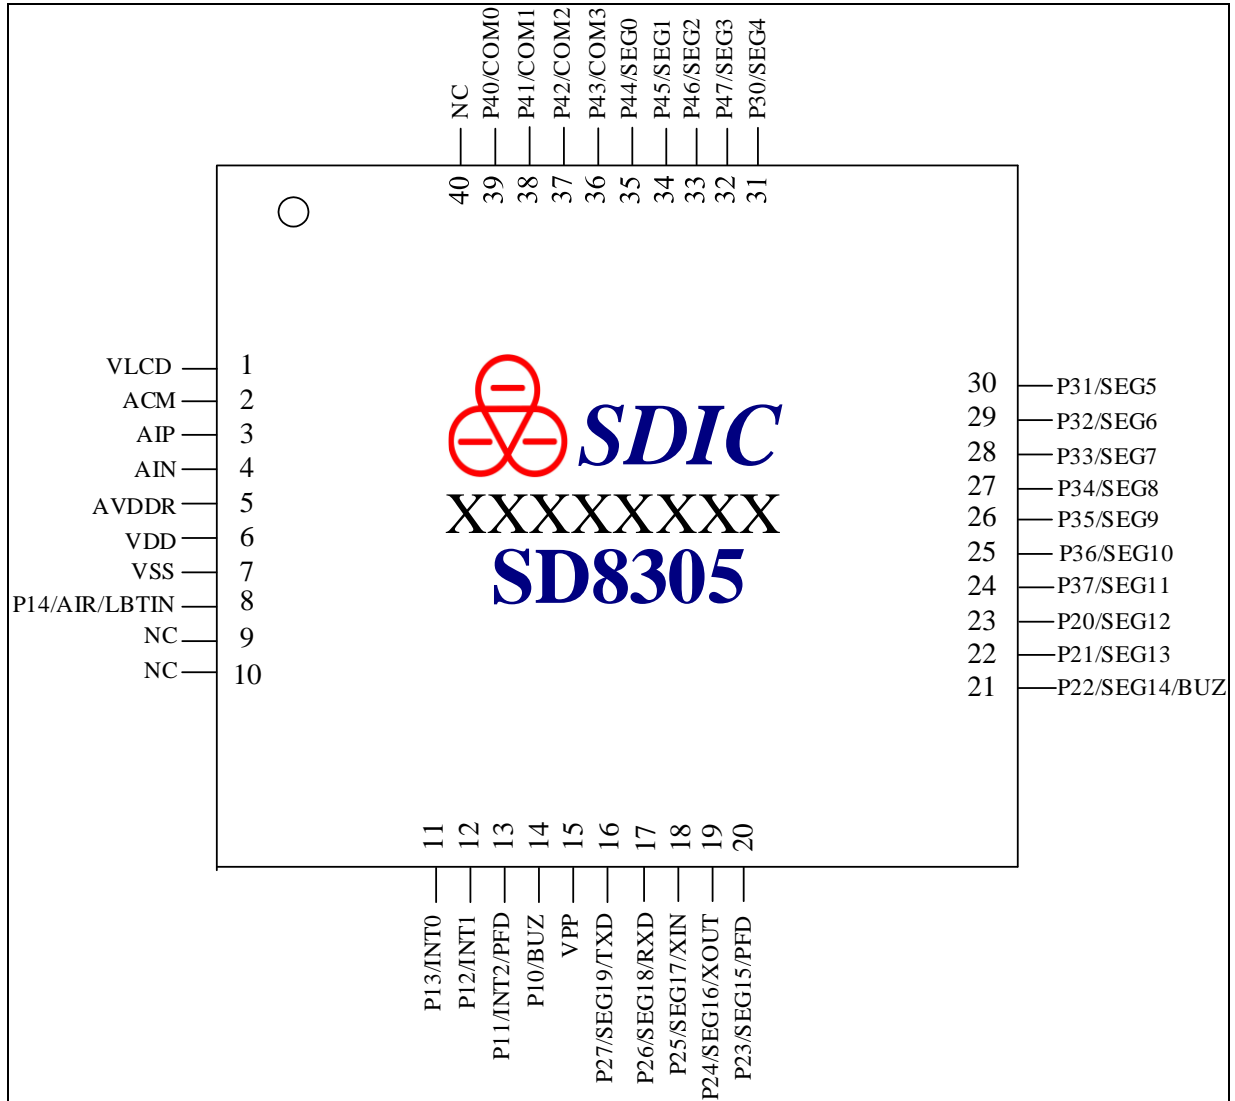 NC
P40/COM0
P41/COM1
P42/COM2
P43/COM3
P44/SEG0
P45/SEG1
P46/SEG2
P47/SEG3
P30/SEG4
40
39
38
37
36
35
34
33
32
31
VLCD 1
ACM 2
AIP 3
AIN 4
AVDDR 5
VDD 6
VSS 7
P14/AIR/LBTIN 8
NC 9
NC 10
SDIC
XXXXXXXX
SD8305
30 P31/SEG5
29 P32/SEG6
28 P33/SEG7
27 P34/SEG8
26 P35/SEG9
25 P36/SEG10
24 P37/SEG11
23 P20/SEG12
22 P21/SEG13
21 P22/SEG14/BUZ
11
12
13
14
15
16
17
18
19
20
P13/INT0
P12/INT1
P11/INT2/PFD
P10/BUZ
VPP
P27/SEG19/TXD
P26/SEG18/RXD
P25/SEG17/XIN
P24/SEG16/XOUT
P23/SEG15/PFD